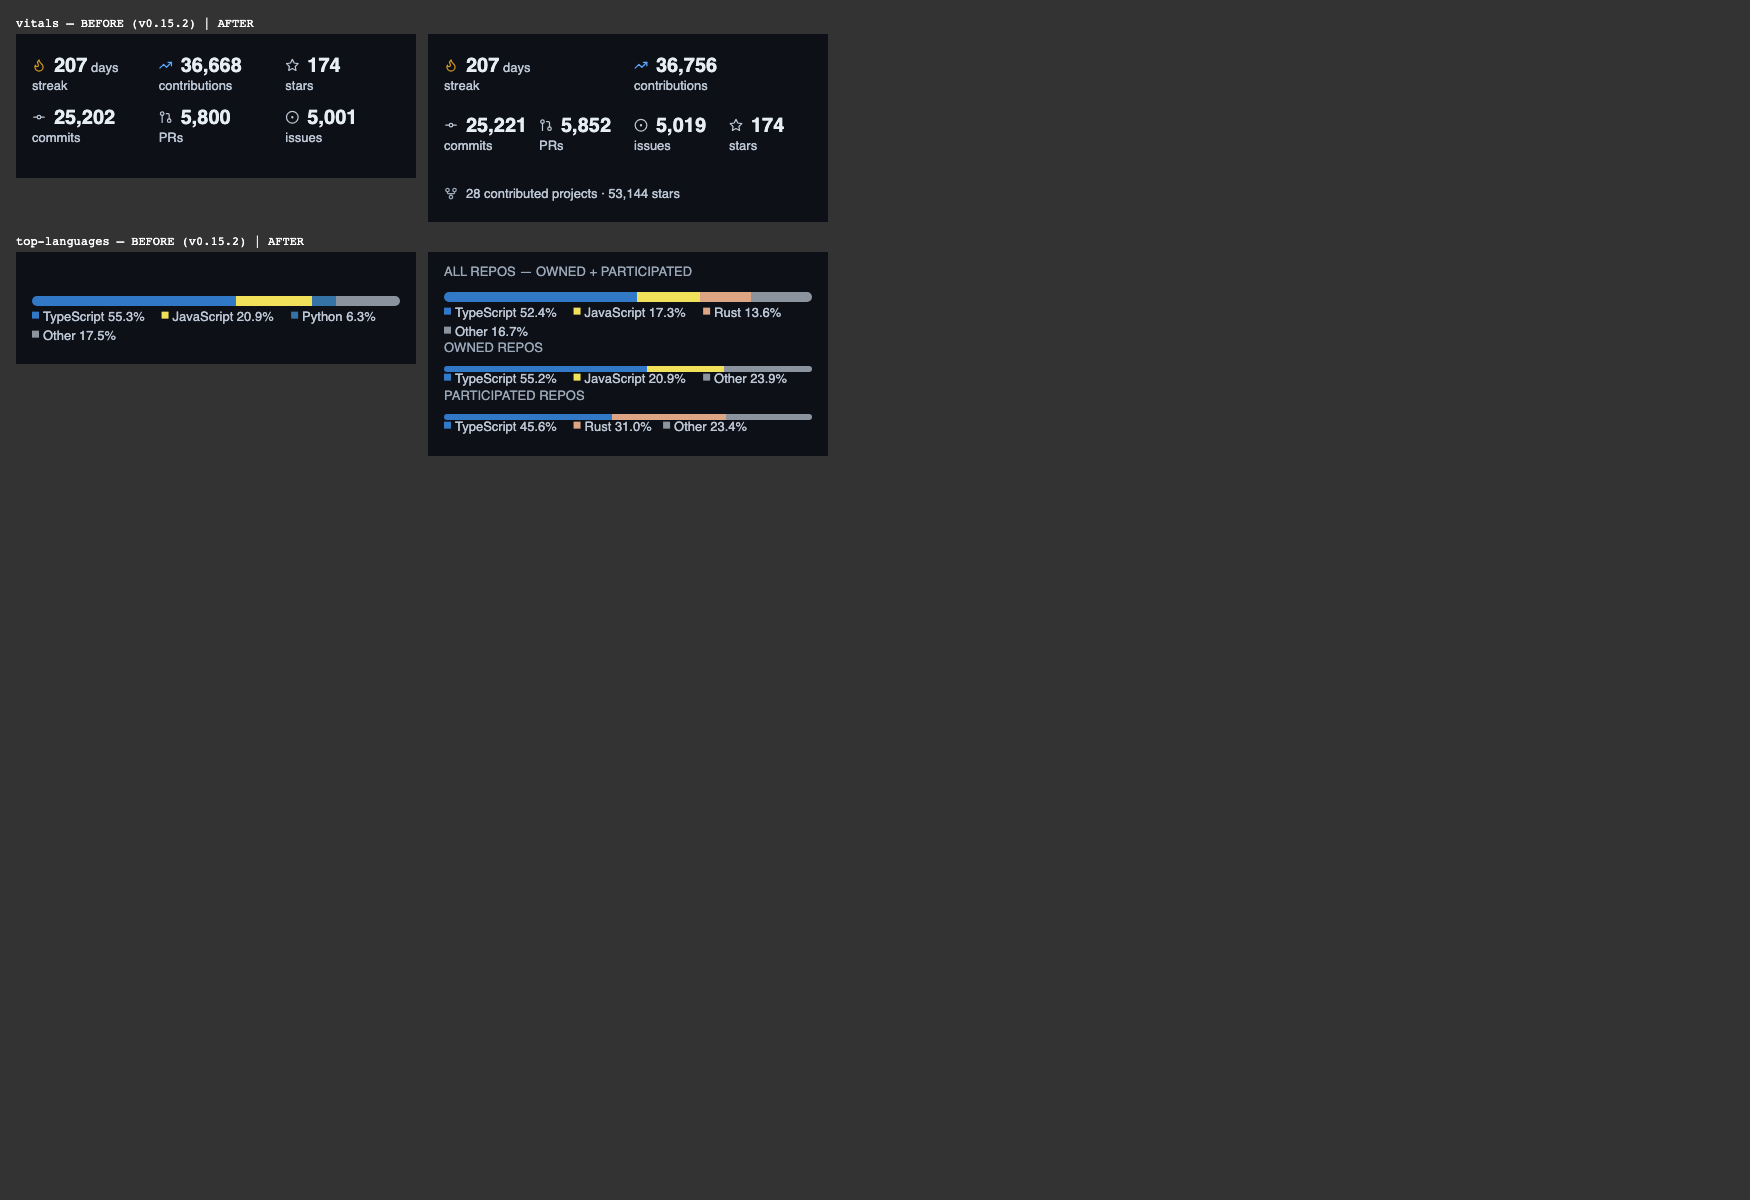 vitals — BEFORE (v0.15.2) | AFTER
207 days
streak
36,668
contributions
174
stars
25,202
commits
5,800
PRs
5,001
issues
207 days
streak
36,756
contributions
25,221
commits
5,852
PRs
5,019
issues
174
stars
28 contributed projects · 53,144 stars
top-languages — BEFORE (v0.15.2) | AFTER
TypeScript 55.3% JavaScript 20.9% Python 6.3%
Other 17.5%
ALL REPOS — OWNED + PARTICIPATED
TypeScript 52.4% JavaScript 17.3% Rust 13.6%
Other 16.7%
OWNED REPOS
TypeScript 55.2% JavaScript 20.9% Other 23.9%
PARTICIPATED REPOS
TypeScript 45.6% Rust 31.0% Other 23.4%